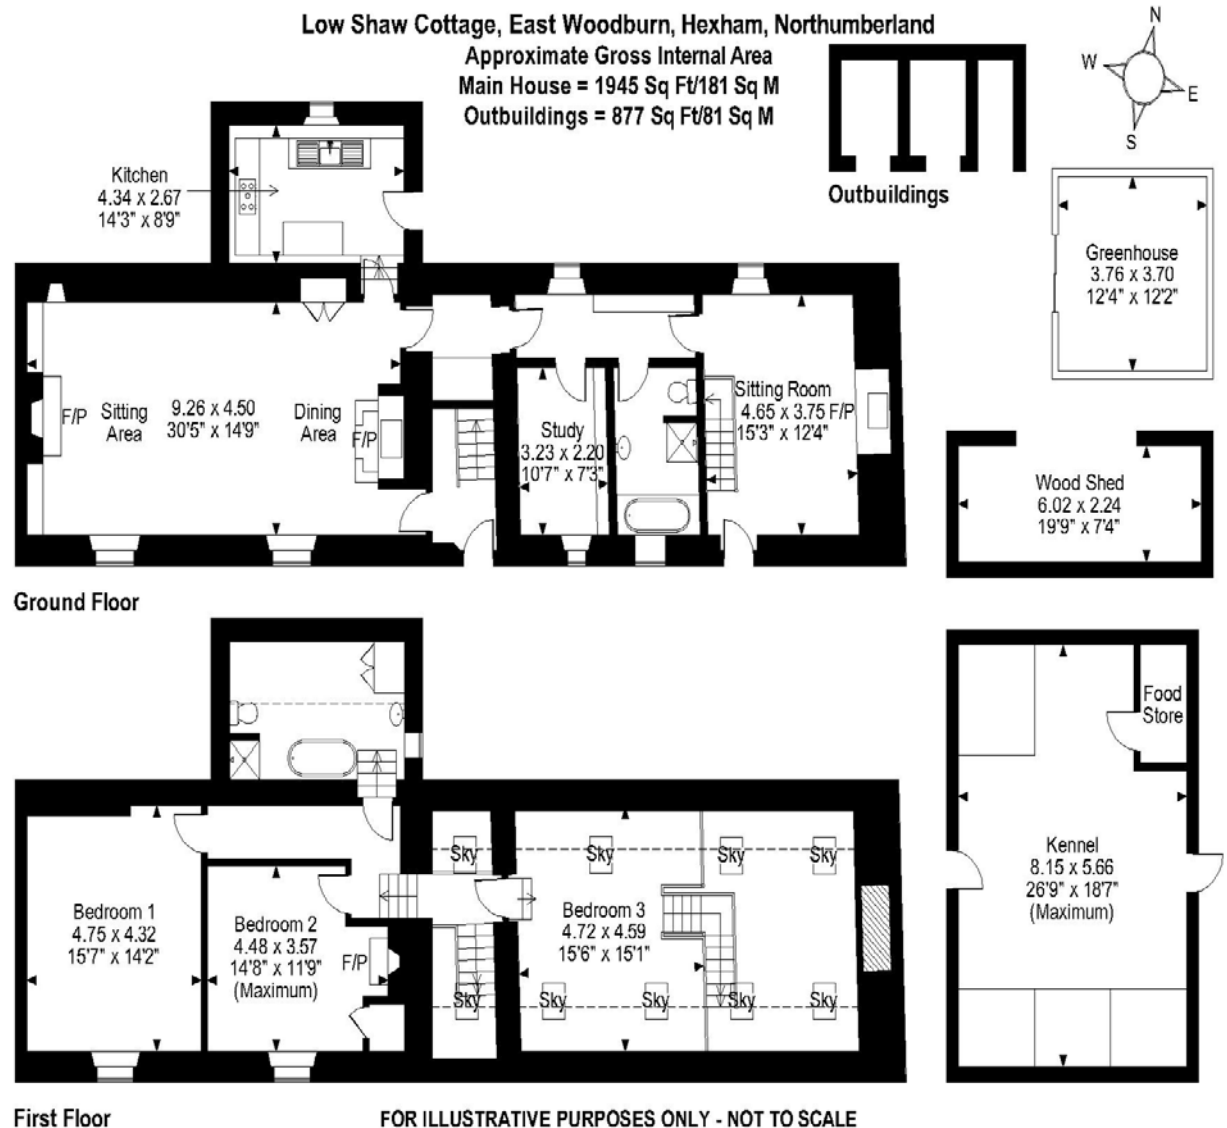 Low Shaw Cottage, East Woodburn, Hexham, Northumberland
Approximate Gross Internal Area
Main House = 1945 Sq Ft/181 Sq M
Outbuildings = 877 Sq Ft/81 Sq M
N
W
E
S
Outbuildings
Kitchen
4.34 x 2.67
14'3" x 8'9"
Greenhouse
3.76 x 3.70
12'4" x 12'2"
F/P
Sitting
Area
9.26 x 4.50
30'5" x 14'9"
Dining
Area
F/P
Study
3.23 x 2.20
10'7" x 7'3"
Sitting Room
4.65 x 3.75
15'3" x 12'4"
F/P
Wood Shed
6.02 x 2.24
19'9" x 7'4"
Ground Floor
Food
Store
Kennel
8.15 x 5.66
26'9" x 18'7"
(Maximum)
Sky
Sky
Sky
Sky
Bedroom 1
4.75 x 4.32
15'7" x 14'2"
Bedroom 2
4.48 x 3.57
14'8" x 11'9"
(Maximum)
F/P
Bedroom 3
4.72 x 4.59
15'6" x 15'1"
Sky
Sky
Sky
Sky
Sky
First Floor
FOR ILLUSTRATIVE PURPOSES ONLY - NOT TO SCALE